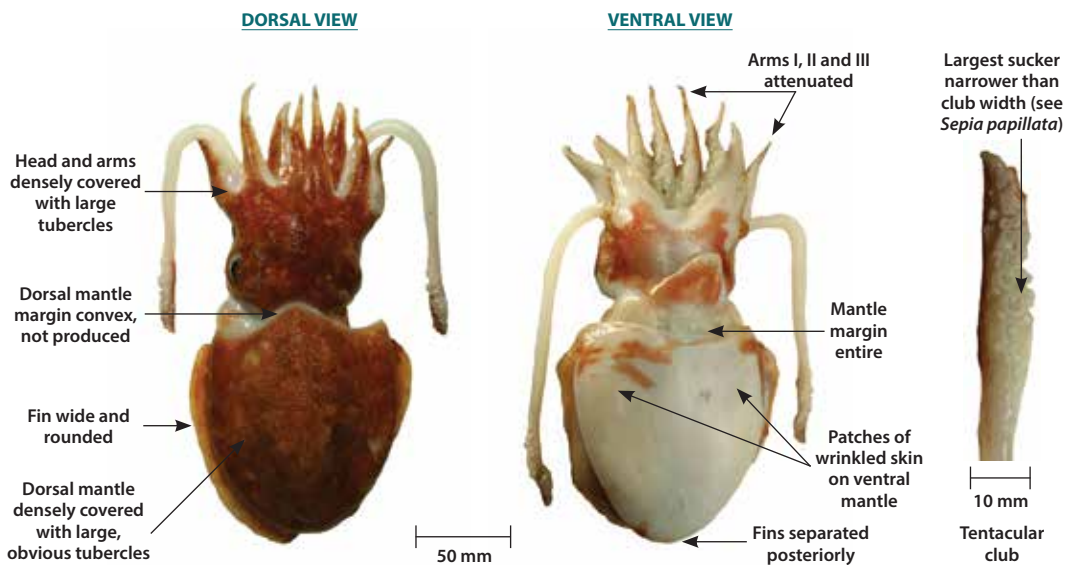 DORSAL VIEW
Head and arms
densely covered
with large
tubercles
Dorsal mantle
margin convex,
not produced
Fin wide and
rounded
Dorsal mantle
densely covered
with large,
obvious tubercles
50 mm
VENTRAL VIEW
Arms I, II and III
attenuated
Mantle
margin
entire
Patches of
wrinkled skin
on ventral
mantle
Fins separated
posteriorly
Largest sucker
narrower than
club width (see
Sepia papillata)
10 mm
Tentacular
club